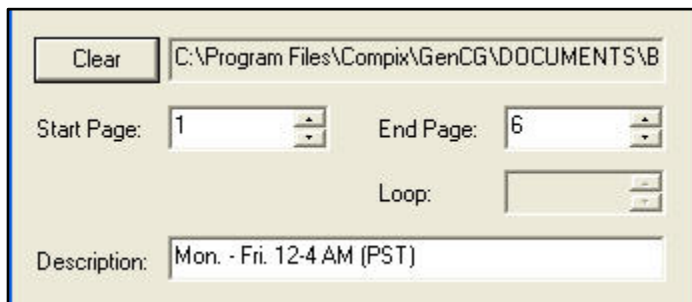 Clear C:\Program Files\Compix\GenCG\DOCUMENTS\B
Start Page: 1 End Page: 6
Loop:
Description: Mon. - Fri. 12-4 AM (PST)